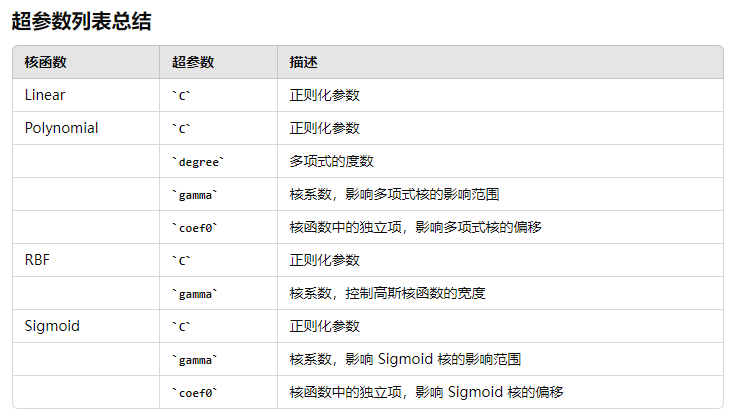 超参数列表总结
核函数 超参数 描述
Linear `C` 正则化参数
Polynomial `C` 正则化参数
`degree` 多项式的度数
`gamma` 核系数，影响多项式核的影响范围
`coef0` 核函数中的独立项，影响多项式核的偏移
RBF `C` 正则化参数
`gamma` 核系数，控制高斯核函数的宽度
Sigmoid `C` 正则化参数
`gamma` 核系数，影响 Sigmoid 核的影响范围
`coef0` 核函数中的独立项，影响 Sigmoid 核的偏移